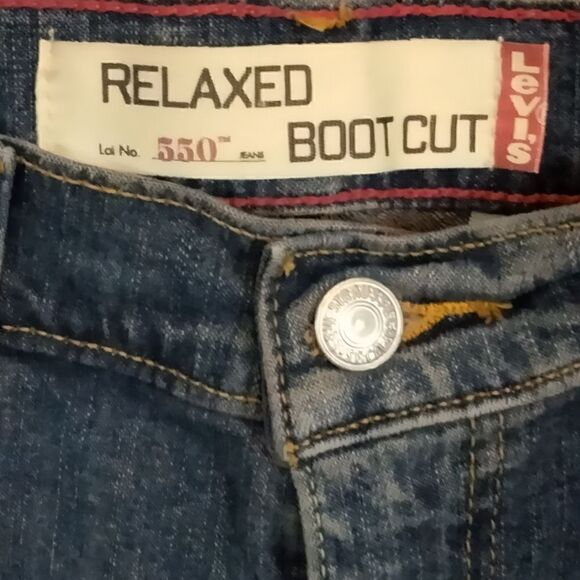 RELAXED
Lot No. 550™ JEANS
BOOT CUT
Levi's®